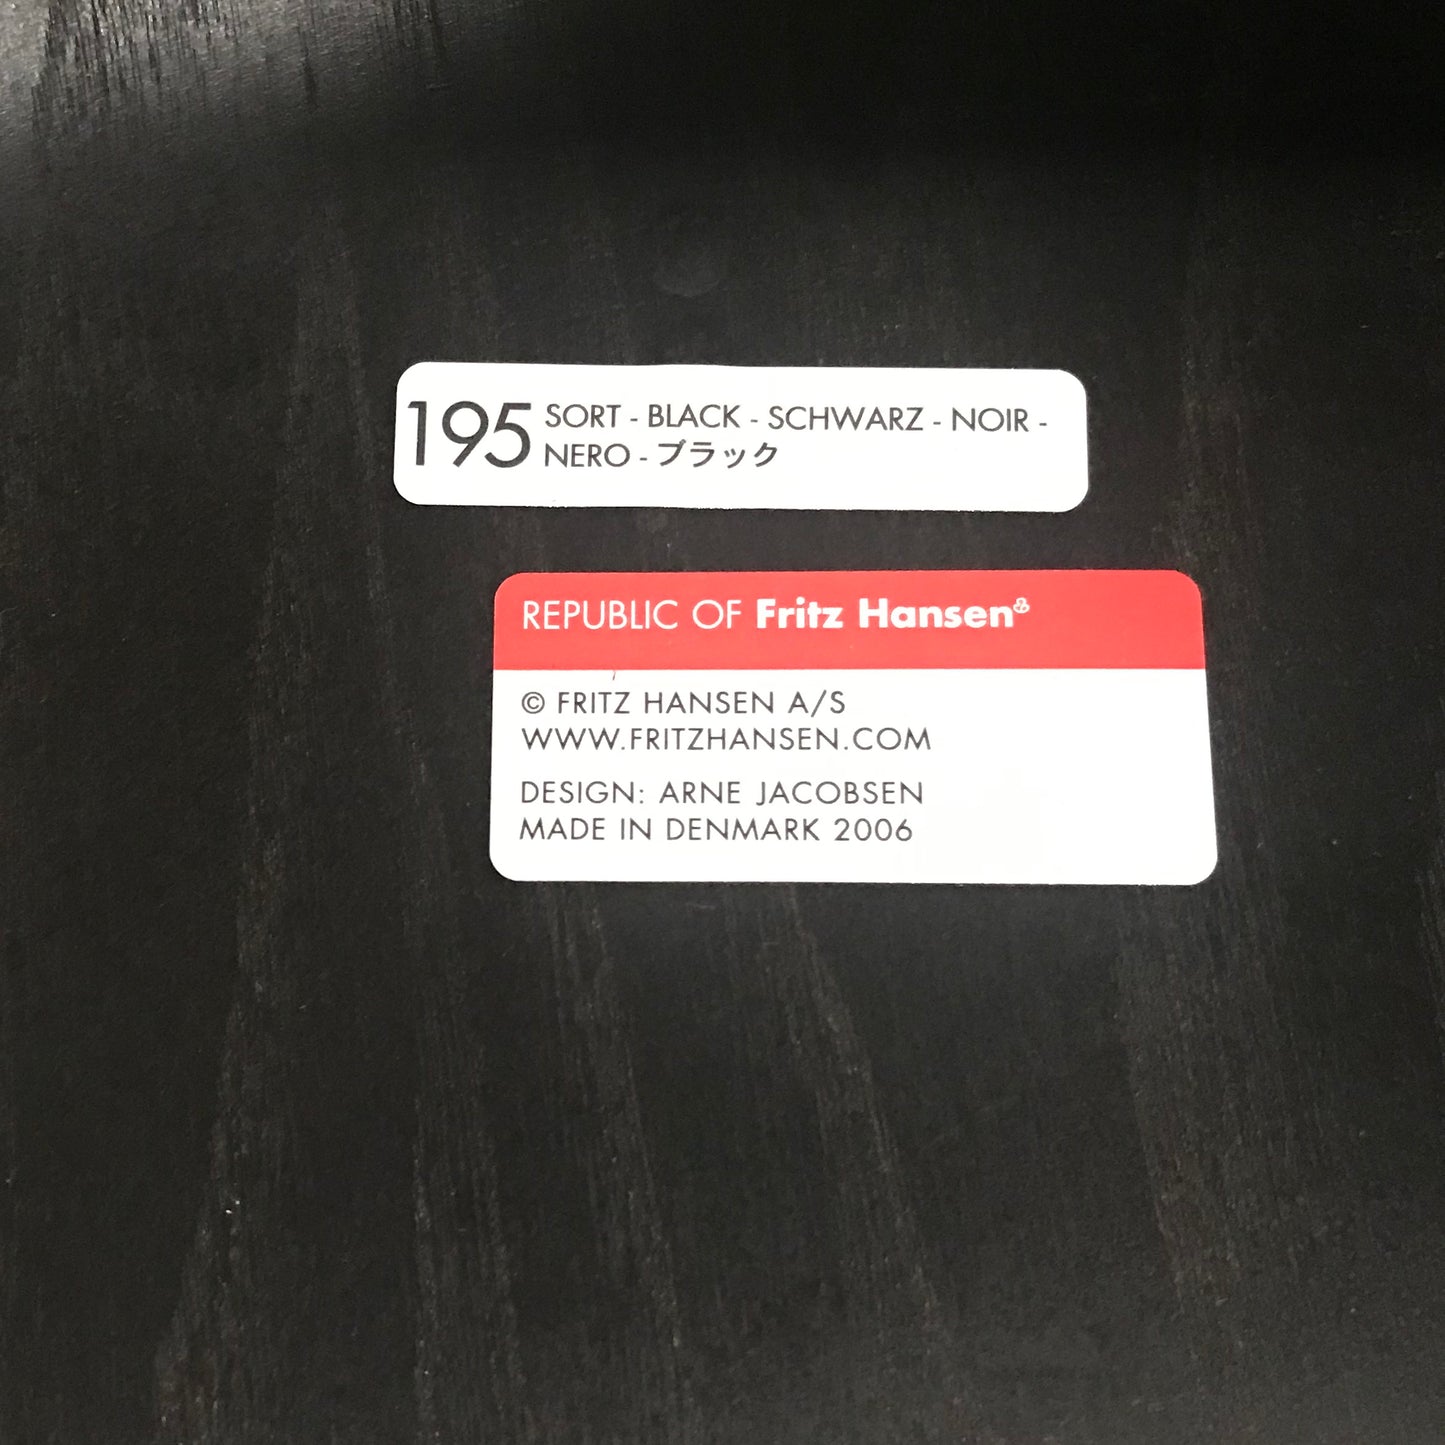 195 SORT - BLACK - SCHWARZ - NOIR -
NERO - ブラック
REPUBLIC OF Fritz Hansen
© FRITZ HANSEN A/S
WWW.FRITZHANSEN.COM
DESIGN: ARNE JACOBSEN
MADE IN DENMARK 2006